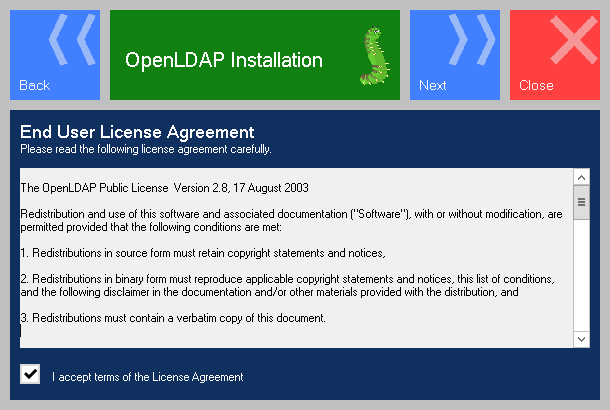 Back
OpenLDAP Installation
Next
Close
End User License Agreement
Please read the following license agreement carefully.
The OpenLDAP Public License  Version 2.8, 17 August 2003
Redistribution and use of this software and associated documentation ("Software"), with or without modification, are
permitted provided that the following conditions are met:
1. Redistributions in source form must retain copyright statements and notices,
2. Redistributions in binary form must reproduce applicable copyright statements and notices, this list of conditions,
and the following disclaimer in the documentation and/or other materials provided with the distribution, and
3. Redistributions must contain a verbatim copy of this document.
I accept terms of the License Agreement